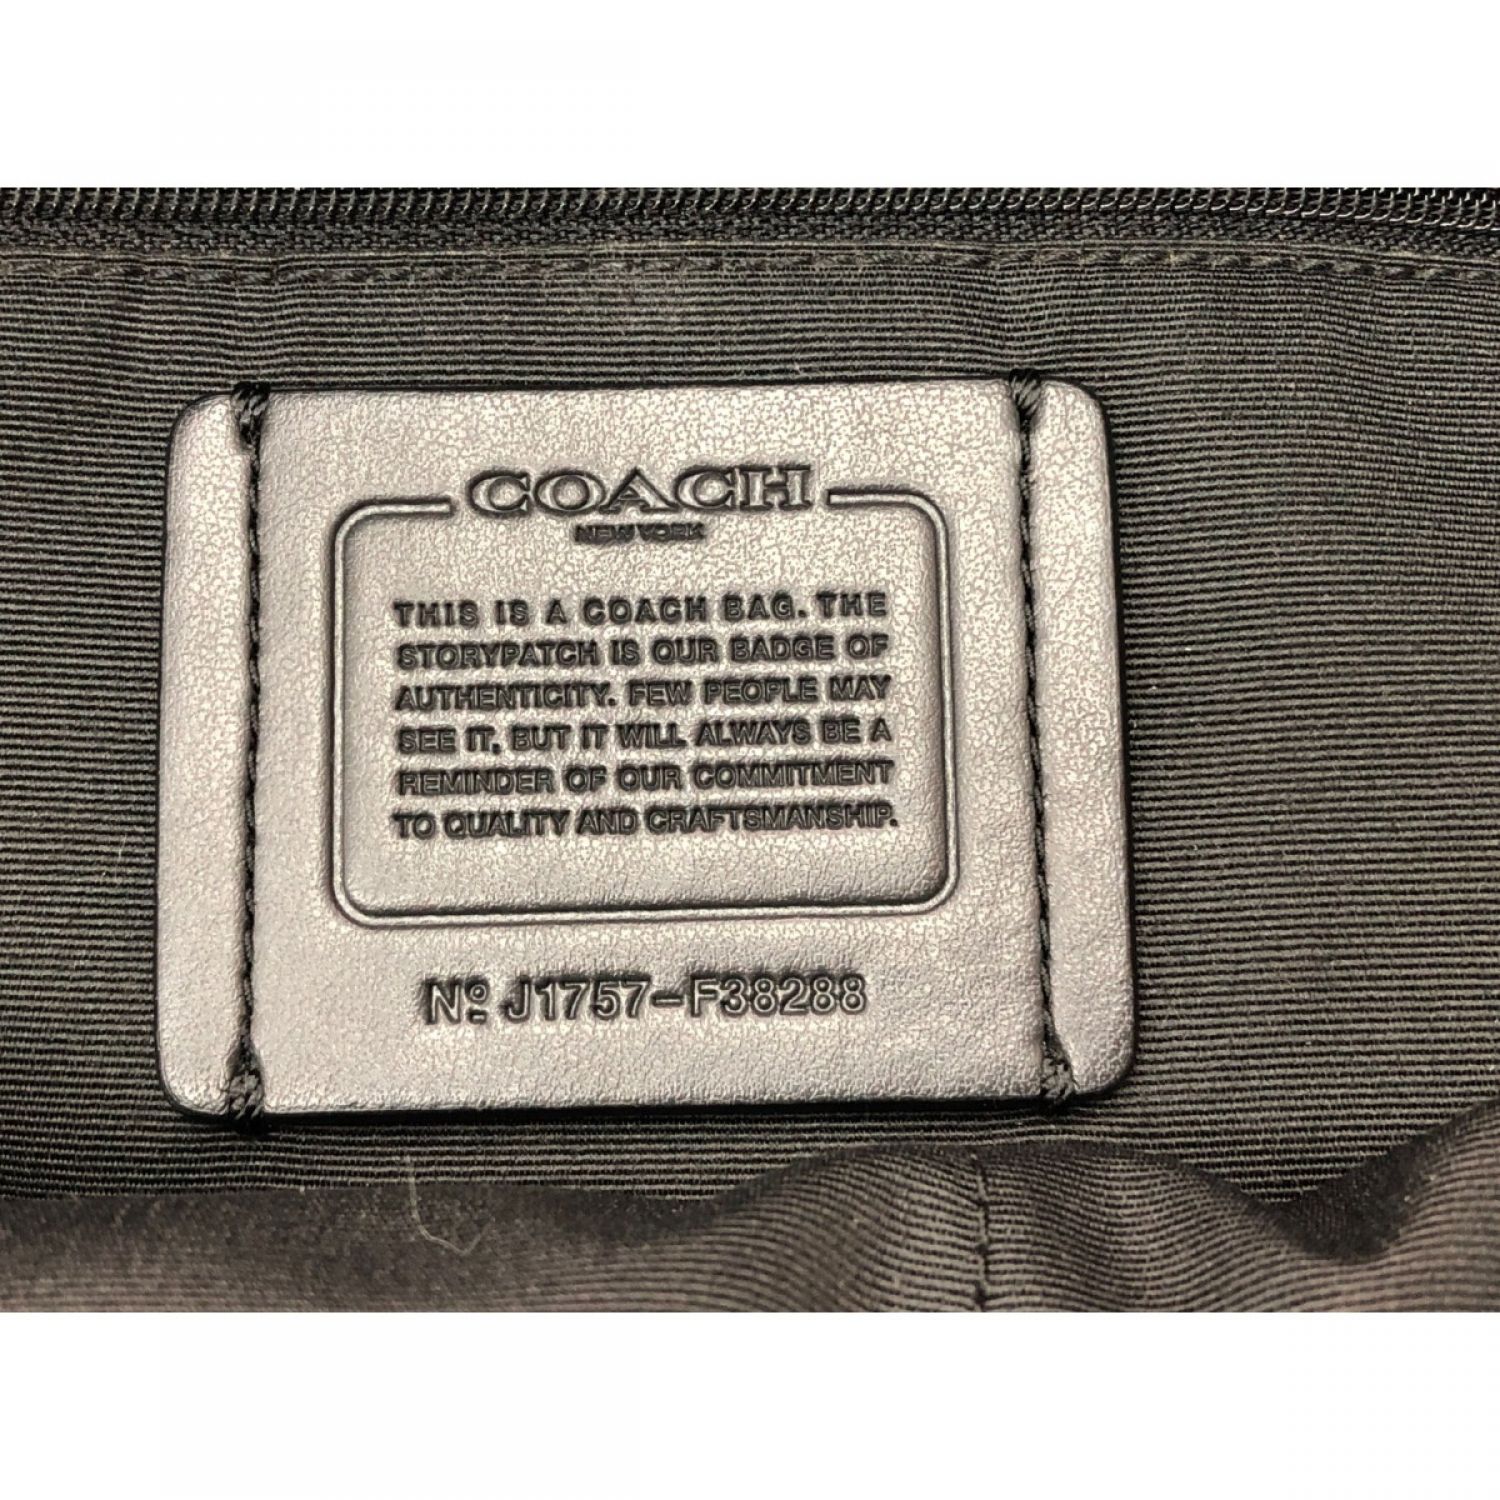 COACH
NEW YORK
THIS IS A COACH BAG. THE
STORYPATCH IS OUR BADGE OF
AUTHENTICITY. FEW PEOPLE MAY
SEE IT, BUT IT WILL ALWAYS BE A
REMINDER OF OUR COMMITMENT
TO QUALITY AND CRAFTSMANSHIP.
Nº J1757-F38288